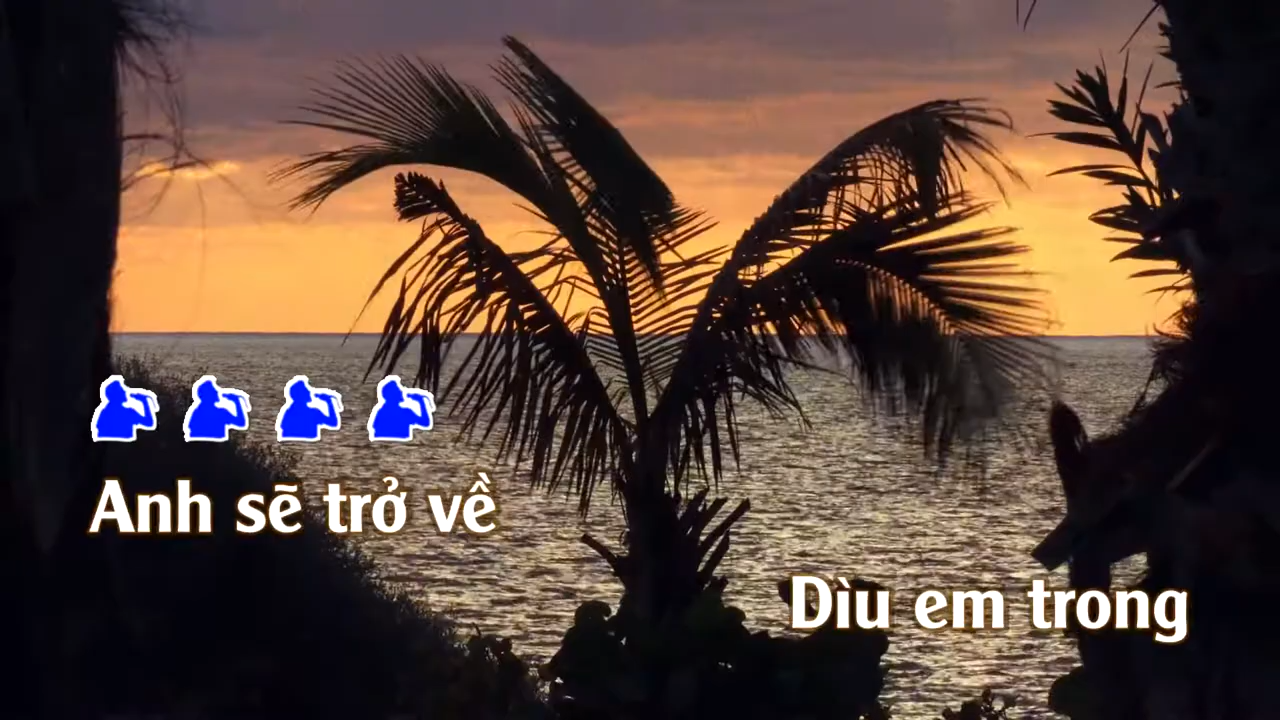 Anh sẽ trở về
Dìu em trong